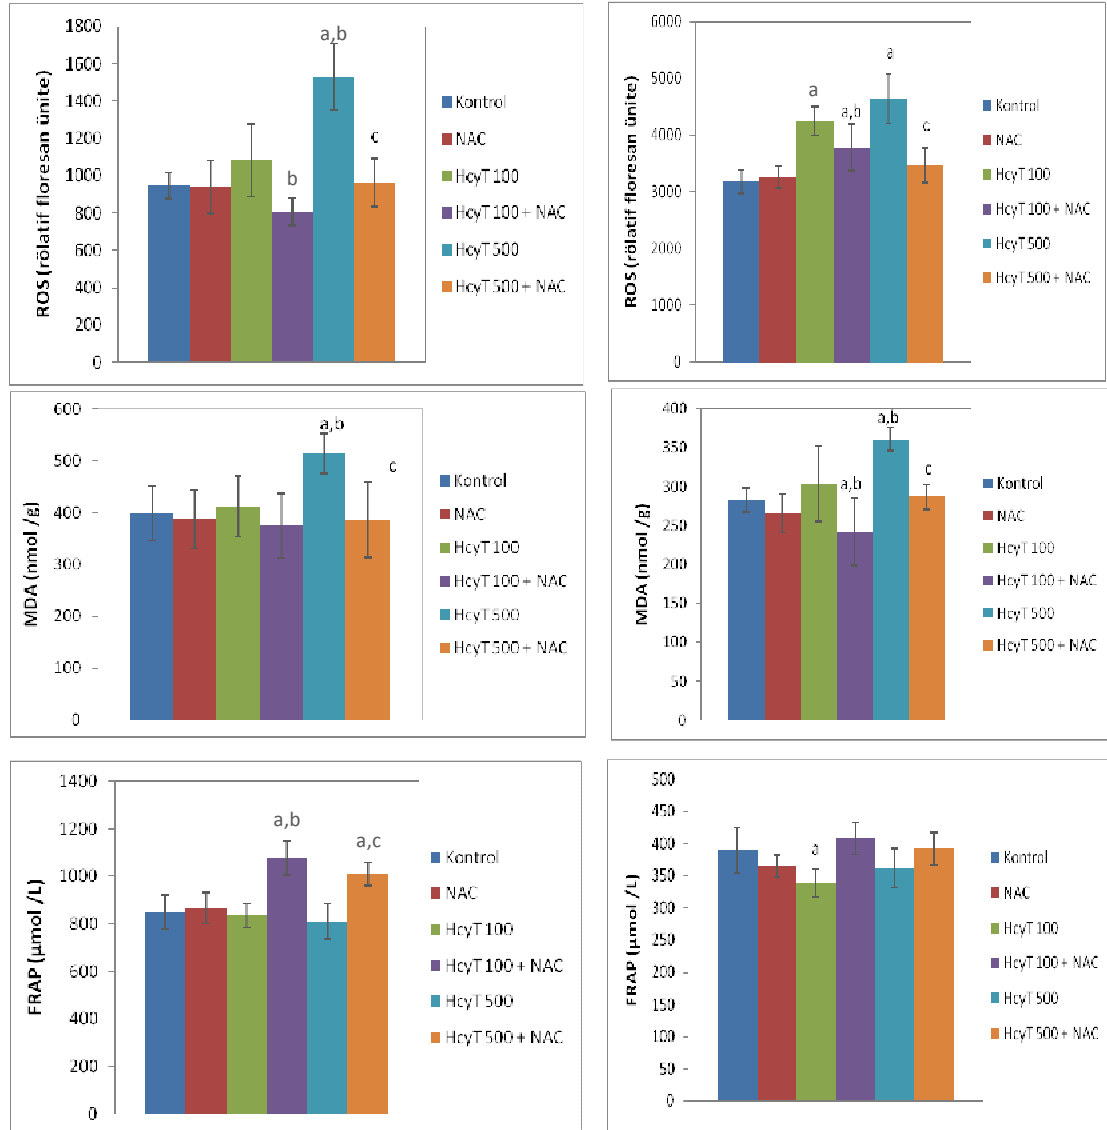 ROS (rölatif floresan ünite)
1800
1600
1400
1200
1000
800
600
400
200
0
a,b
b
c
Kontrol
NAC
HcyT 100
HcyT 100 + NAC
HcyT 500
HcyT 500 + NAC
ROS (rölatif floresan ünite)
6000
5000
4000
3000
2000
1000
0
a
a,b
a
c
Kontrol
NAC
HcyT 100
HcyT 100 + NAC
HcyT 500
HcyT 500 + NAC
MDA (nmol /g)
600
500
400
300
200
100
0
a,b
c
Kontrol
NAC
HcyT 100
HcyT 100 + NAC
HcyT 500
HcyT 500 + NAC
MDA (nmol /g)
400
350
300
250
200
150
100
50
0
a,b
a,b
c
Kontrol
NAC
HcyT 100
HcyT 100 + NAC
HcyT 500
HcyT 500 + NAC
FRAP (µmol /L)
1400
1200
1000
800
600
400
200
0
a,b
a,c
Kontrol
NAC
HcyT 100
HcyT 100 + NAC
HcyT 500
HcyT 500 + NAC
FRAP (µmol /L)
500
450
400
350
300
250
200
150
100
50
0
a
Kontrol
NAC
HcyT 100
HcyT 100 + NAC
HcyT 500
HcyT 500 + NAC